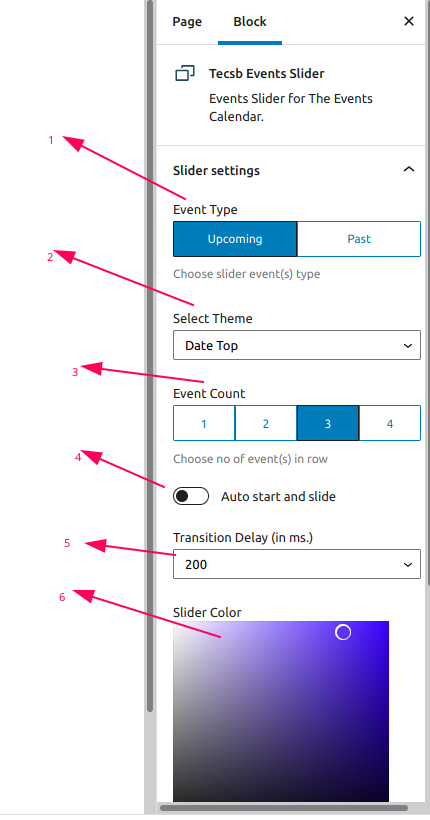 Page Block
Tecsb Events Slider
Events Slider for The Events
Calendar.
1
Slider settings
Event Type
Upcoming Past
2
Choose slider event(s) type
Select Theme
Date Top
3
Event Count
1 2 3 4
4
Choose no of event(s) in row
Auto start and slide
5
Transition Delay (in ms.)
200
6
Slider Color